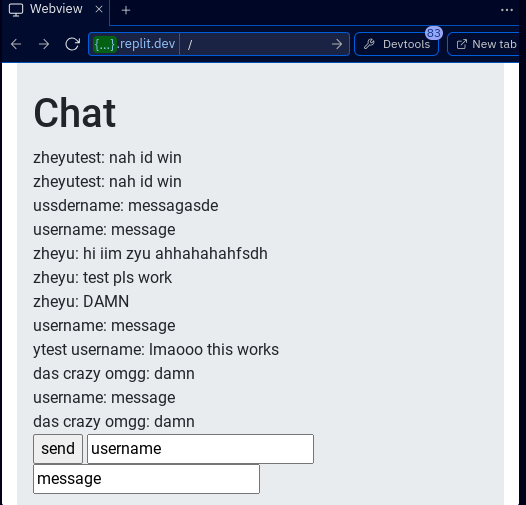 Webview
{...}.replit.dev /
Devtools
83
New tab
Chat
zheyutest: nah id win
zheyutest: nah id win
ussdername: messagasde
username: message
zheyu: hi iim zyu ahhahahahfsdh
zheyu: test pls work
zheyu: DAMN
username: message
ytest username: lmaooo this works
das crazy omgg: damn
username: message
das crazy omgg: damn
send username
message